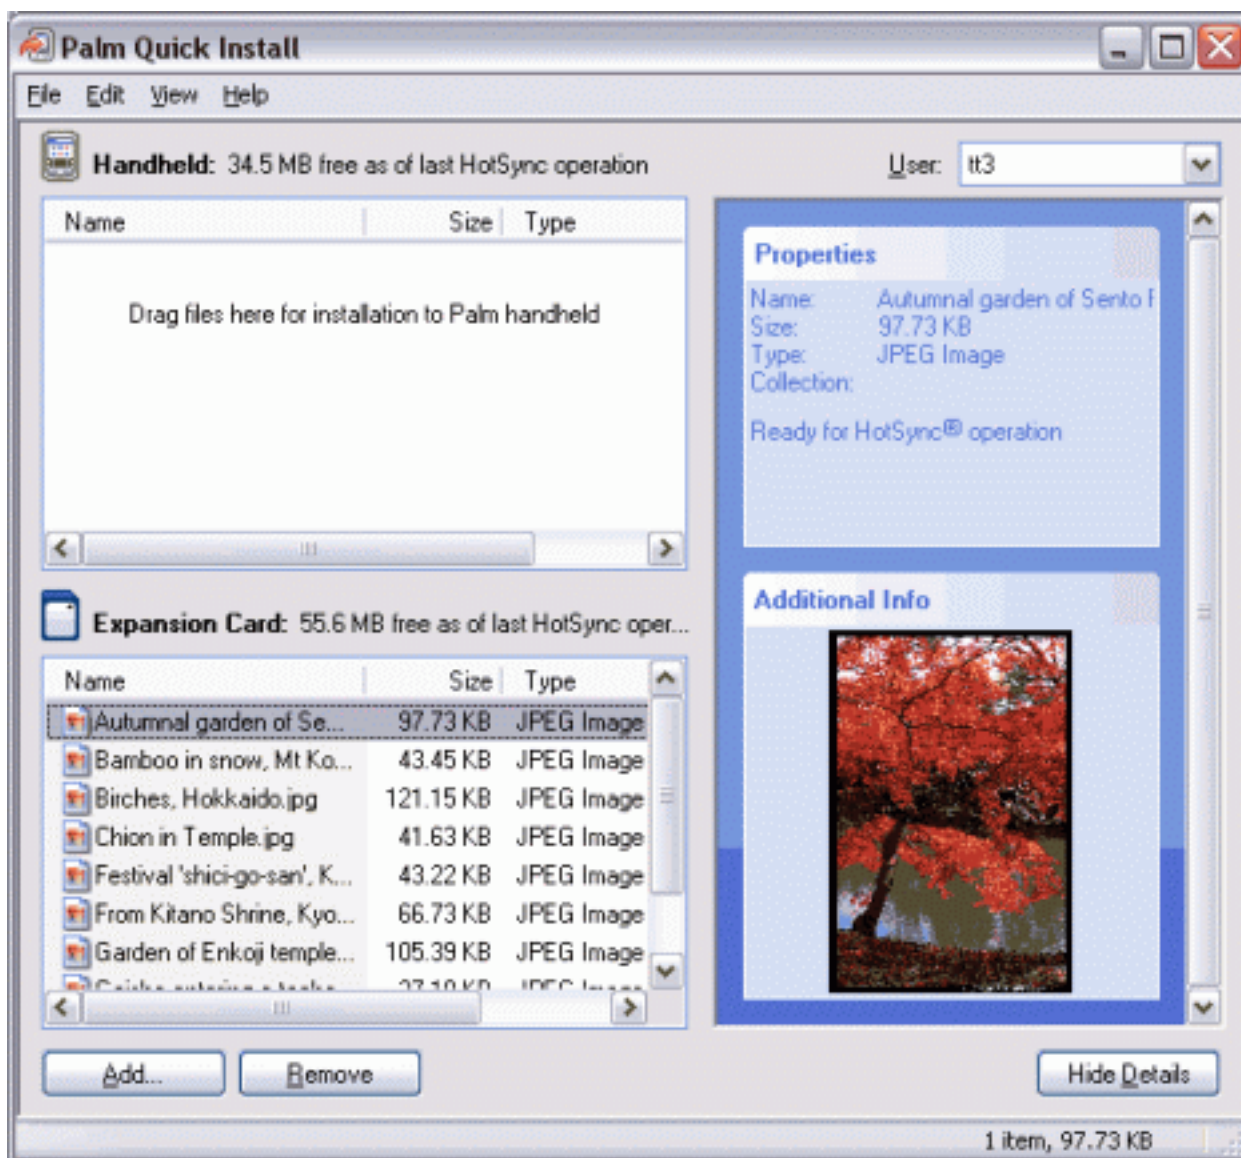 Palm Quick Install
File Edit View Help
Handheld: 34.5 MB free as of last HotSync operation
User: tt3
Name Size Type
Drag files here for installation to Palm handheld
Expansion Card: 55.6 MB free as of last HotSync oper...
Name Size Type
Autumnal garden of Se... 97.73 KB JPEG Image
Bamboo in snow, Mt Ko... 43.45 KB JPEG Image
Birches, Hokkaido.jpg 121.15 KB JPEG Image
Chion in Temple.jpg 41.63 KB JPEG Image
Festival 'shici-go-san', K... 43.22 KB JPEG Image
From Kitano Shrine, Kyo... 66.73 KB JPEG Image
Garden of Enkoji temple... 105.39 KB JPEG Image
Properties
Name: Autumnal garden of Sento
Size: 97.73 KB
Type: JPEG Image
Collection:
Ready for HotSync® operation
Additional Info
Add... Remove
Hide Details
1 item, 97.73 KB